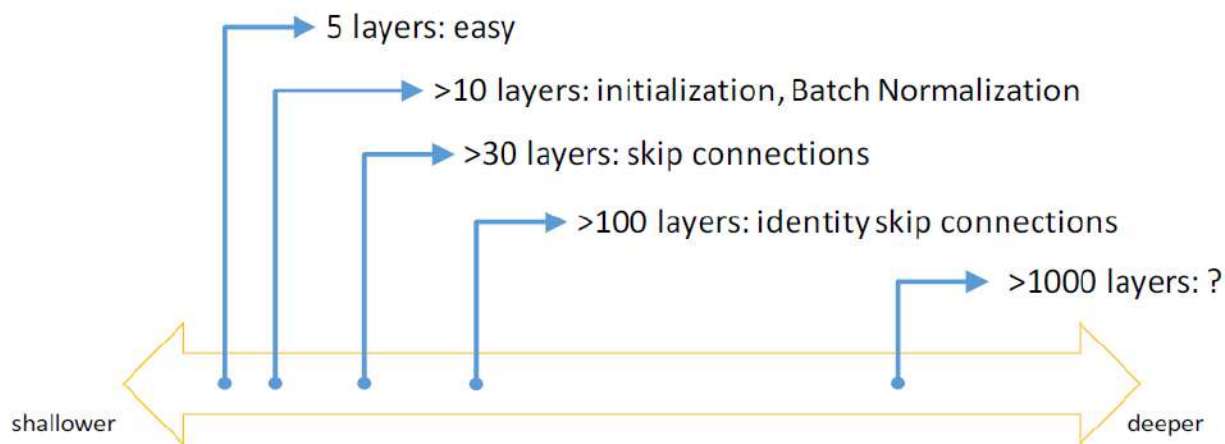 5 layers: easy
>10 layers: initialization, Batch Normalization
>30 layers: skip connections
>100 layers: identity skip connections
>1000 layers: ?
shallower
deeper